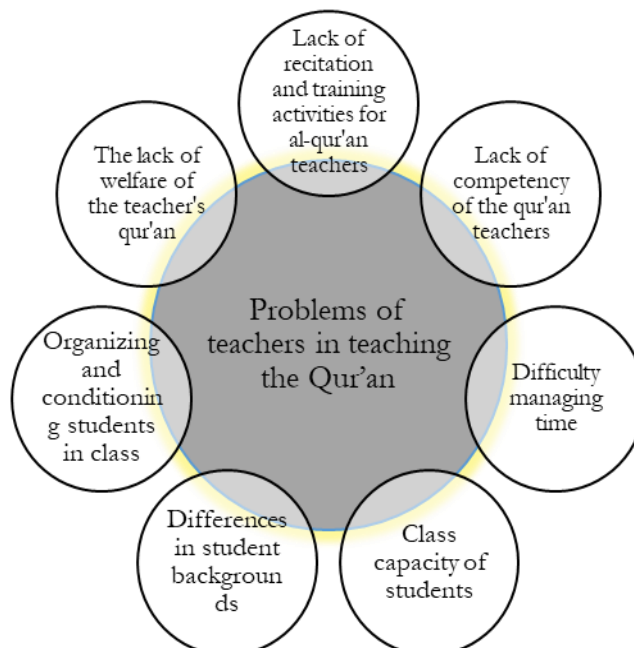 Lack of
recitation
and training
activities for
al-qur'an
teachers
Lack of
competency
of the qur'an
teachers
Difficulty
managing
time
Class
capacity of
students
Differences
in student
backgroun
ds
Organizing
and
conditionin
g students
in class
The lack of
welfare of
the teacher's
qur'an
Problems of
teachers in teaching
the Qur’an